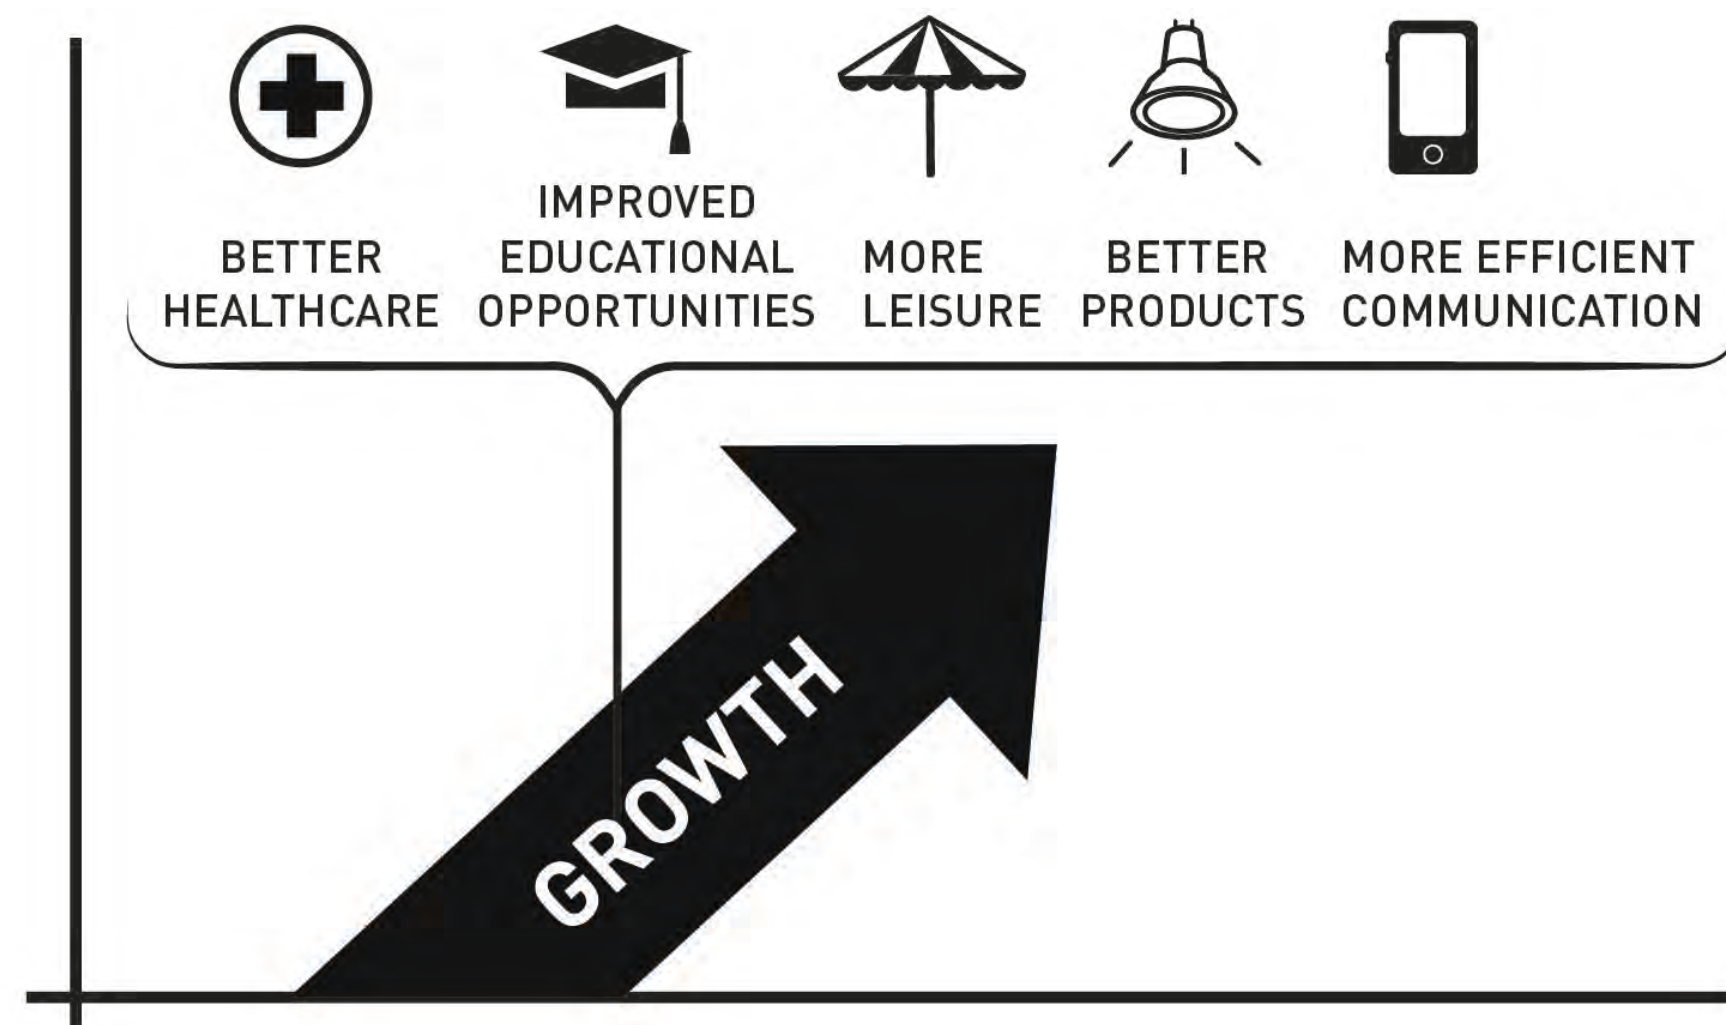 BETTER
HEALTHCARE
IMPROVED
EDUCATIONAL
OPPORTUNITIES
MORE
LEISURE
BETTER
PRODUCTS
MORE EFFICIENT
COMMUNICATION
GROWTH